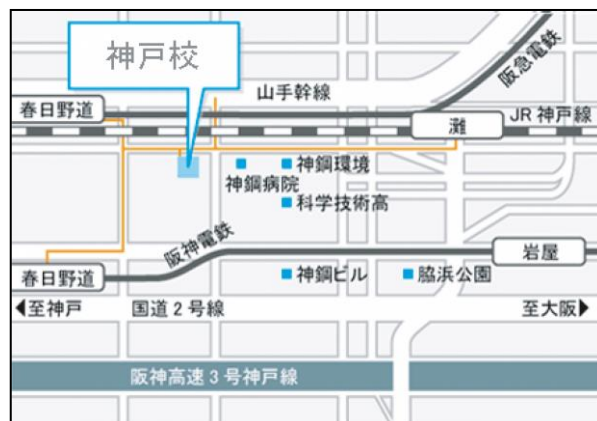 神戸校
阪急電鉄
山手幹線
春日野道
灘
JR神戸線
神鋼環境
神鋼病院
科学技術高
阪神電鉄
岩屋
春日野道
神鋼ビル
脇浜公園
◀至神戸
国道2号線
至大阪▶
阪神高速3号神戸線